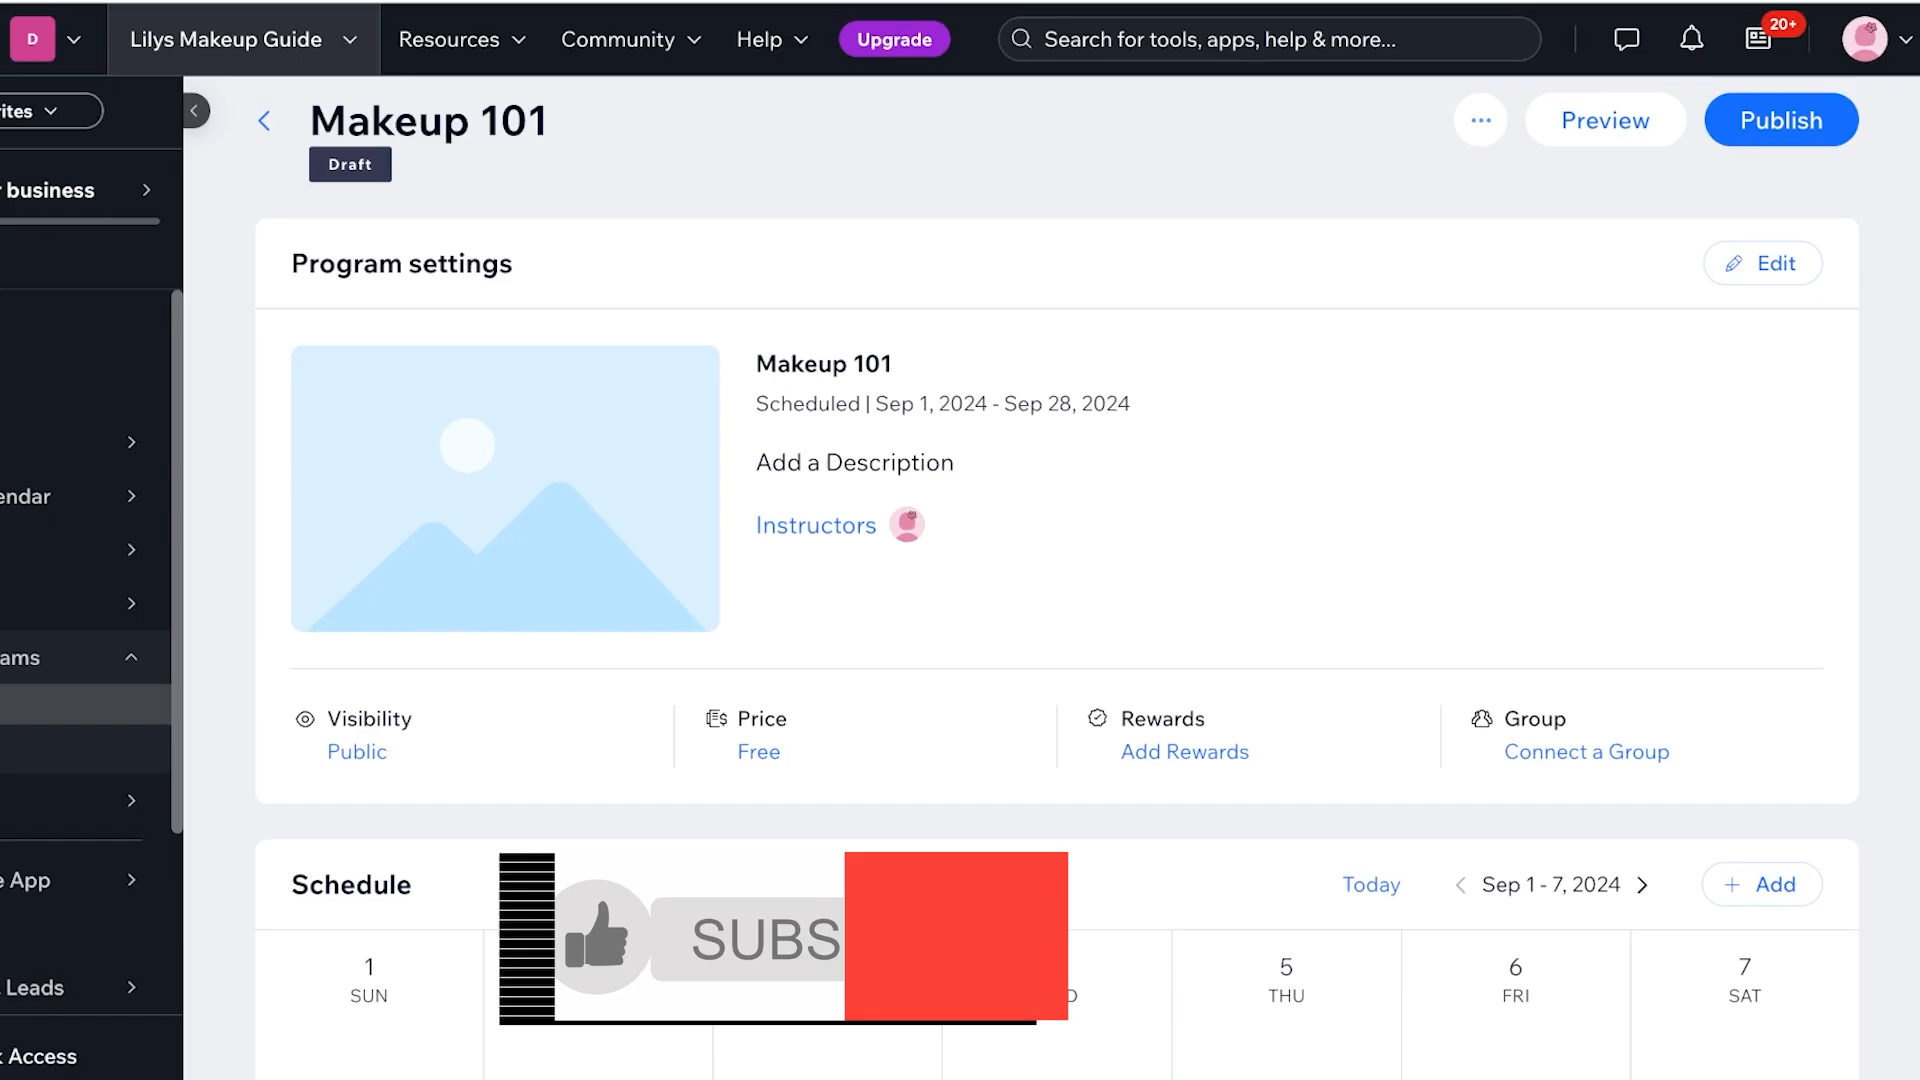 D
Lilys Makeup Guide
Resources
Community
Help
Upgrade
Search for tools, apps, help & more...
20+
rites
Makeup 101
Draft
Preview
Publish
business
Program settings
Edit
Makeup 101
Scheduled | Sep 1, 2024 - Sep 28, 2024
Add a Description
Instructors
endar
ams
Visibility
Public
Price
Free
Rewards
Add Rewards
Group
Connect a Group
Schedule
Today
Sep 1 - 7, 2024
+ Add
e App
SUBS
Leads
1
SUN
D
5
THU
6
FRI
7
SAT
Access